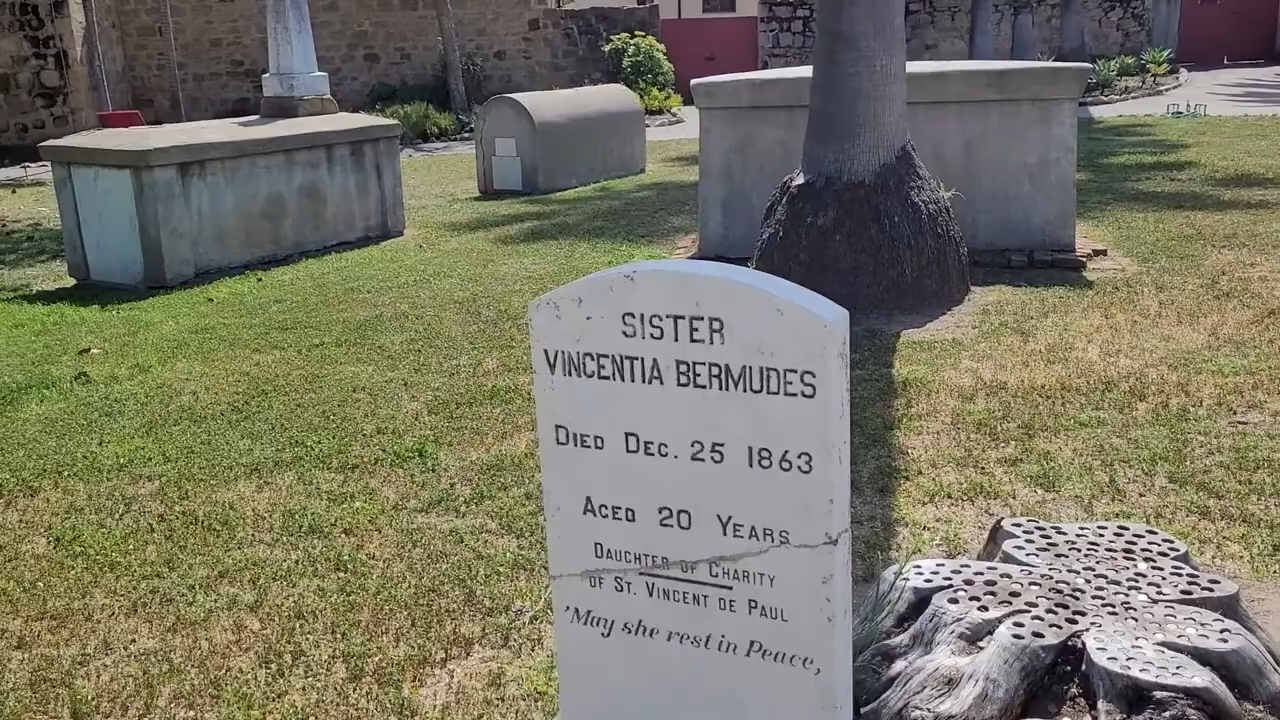 SISTER
VINCENTIA BERMUDES
DIED DEC. 25 1863
AGED 20 YEARS
DAUGHTER OF CHARITY
OF ST. VINCENT DE PAUL
'May she rest in Peace,